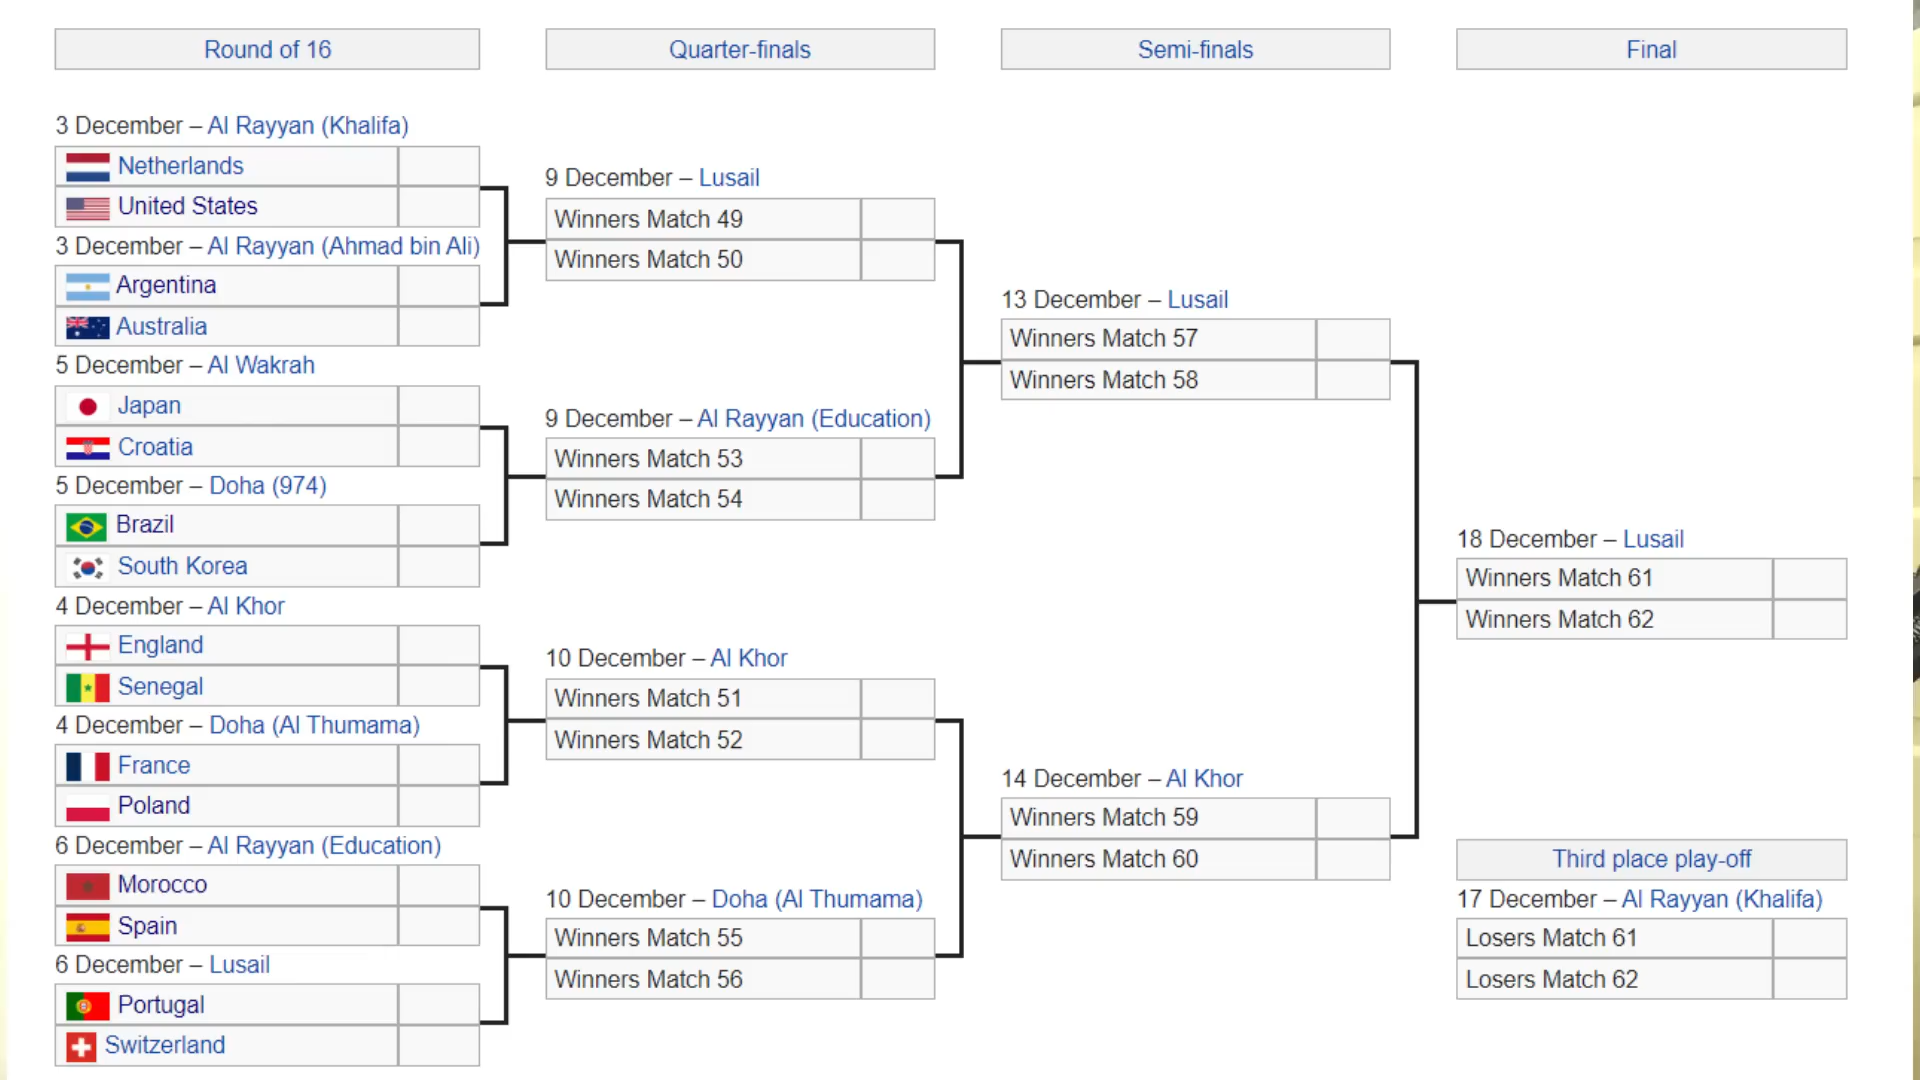 Round of 16
Quarter-finals
Semi-finals
Final
3 December – Al Rayyan (Khalifa)
Netherlands
United States
3 December – Al Rayyan (Ahmad bin Ali)
Argentina
Australia
5 December – Al Wakrah
Japan
Croatia
5 December – Doha (974)
Brazil
South Korea
4 December – Al Khor
England
Senegal
4 December – Doha (Al Thumama)
France
Poland
6 December – Al Rayyan (Education)
Morocco
Spain
6 December – Lusail
Portugal
Switzerland
9 December – Lusail
Winners Match 49
Winners Match 50
9 December – Al Rayyan (Education)
Winners Match 53
Winners Match 54
10 December – Al Khor
Winners Match 51
Winners Match 52
10 December – Doha (Al Thumama)
Winners Match 55
Winners Match 56
13 December – Lusail
Winners Match 57
Winners Match 58
14 December – Al Khor
Winners Match 59
Winners Match 60
18 December – Lusail
Winners Match 61
Winners Match 62
Third place play-off
17 December – Al Rayyan (Khalifa)
Losers Match 61
Losers Match 62